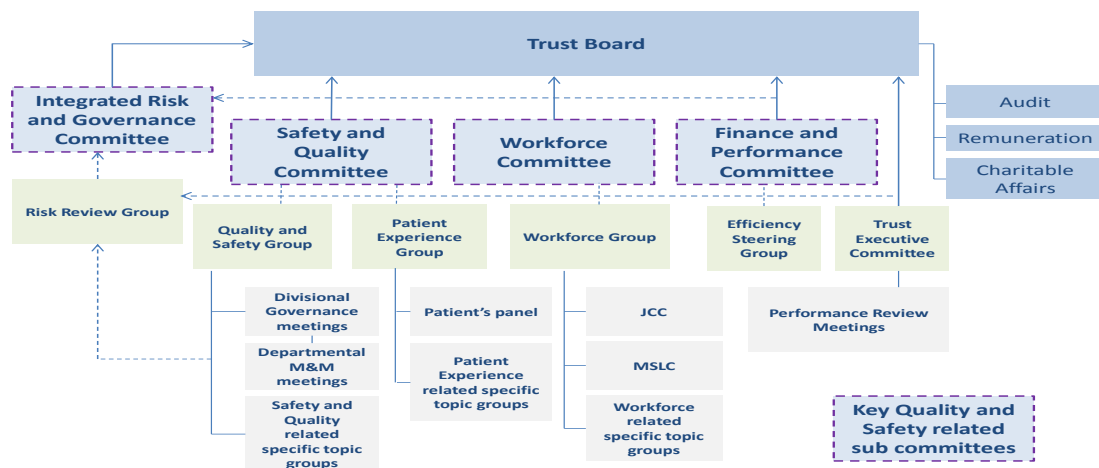 Trust Board
Integrated Risk
and Governance
Committee
Safety and
Quality
Committee
Workforce
Committee
Finance and
Performance
Committee
Audit
Remuneration
Charitable
Affairs
Risk Review Group
Quality and
Safety Group
Patient
Experience
Group
Workforce Group
Efficiency
Steering
Group
Trust
Executive
Committee
Divisional
Governance
meetings
Departmental
M&M
meetings
Safety and
Quality
related
specific topic
groups
Patient's panel
Patient
Experience
related specific
topic groups
JCC
MSLC
Workforce
related
specific topic
groups
Performance Review
Meetings
Key Quality and
Safety related
sub committees